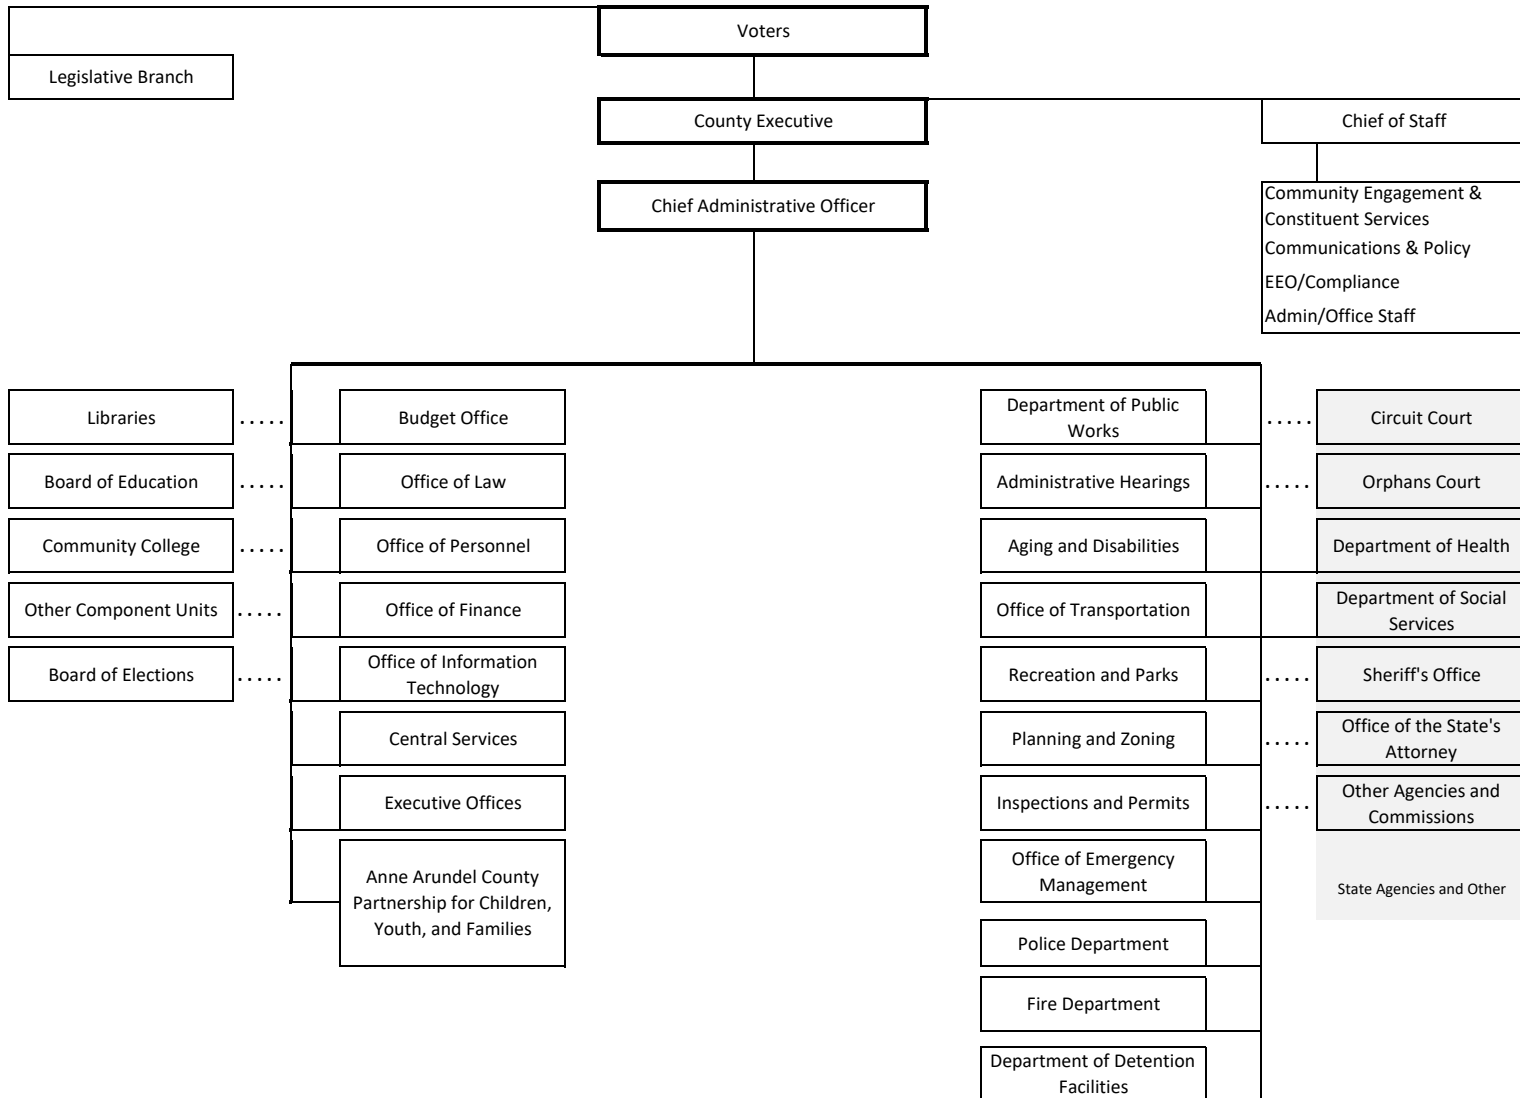 Voters
Legislative Branch
County Executive
Chief of Staff
Chief Administrative Officer
Community Engagement &
Constituent Services
Communications & Policy
EEO/Compliance
Admin/Office Staff
Libraries
.....
Budget Office
Department of Public
Works
.....
Circuit Court
Board of Education
.....
Office of Law
Administrative Hearings
.....
Orphans Court
Community College
.....
Office of Personnel
Aging and Disabilities
Department of Health
Other Component Units
.....
Office of Finance
Office of Transportation
Department of Social
Services
Board of Elections
.....
Office of Information
Technology
Recreation and Parks
.....
Sheriff's Office
Central Services
Planning and Zoning
.....
Office of the State's
Attorney
Executive Offices
Inspections and Permits
.....
Other Agencies and
Commissions
Anne Arundel County
Partnership for Children,
Youth, and Families
Office of Emergency
Management
State Agencies and Other
Police Department
Fire Department
Department of Detention
Facilities